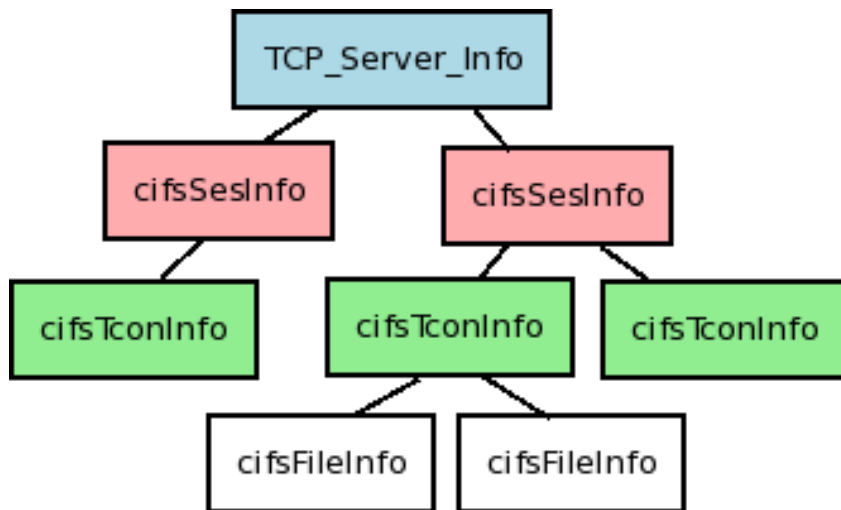 TCP_Server_Info
cifsSesInfo
cifsSesInfo
cifsTconInfo
cifsTconInfo
cifsTconInfo
cifsFileInfo
cifsFileInfo